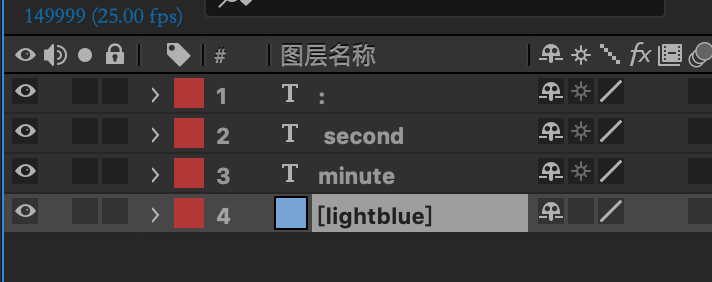 149999 (25.00 fps)
# 图层名称 fx
1 T :
2 T second
3 T minute
4 [lightblue]